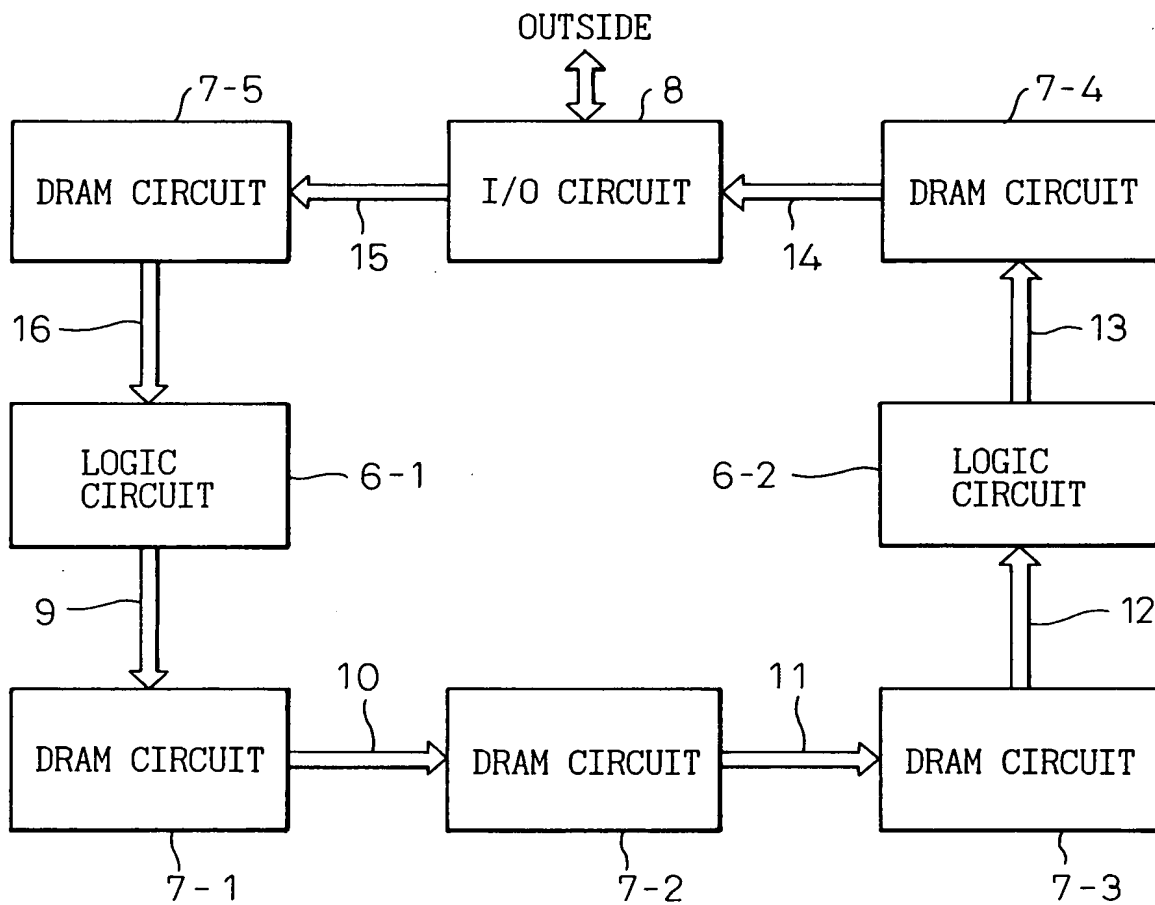 OUTSIDE
7-5
8
7-4
DRAM CIRCUIT
I/O CIRCUIT
DRAM CIRCUIT
15
14
16
13
LOGIC
CIRCUIT
6-1
6-2
LOGIC
CIRCUIT
9
12
10
11
DRAM CIRCUIT
DRAM CIRCUIT
DRAM CIRCUIT
7-1
7-2
7-3